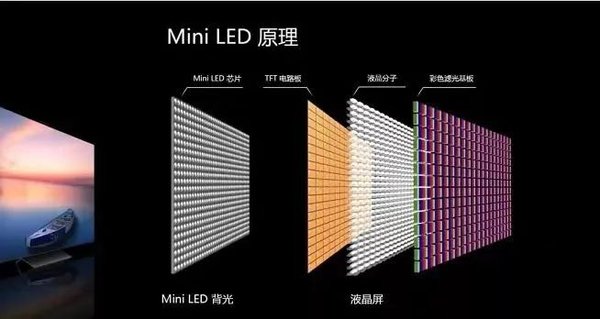 Mini LED 原理
Mini LED 芯片
TFT 电路板
液晶分子
彩色滤光基板
Mini LED 背光
液晶屏